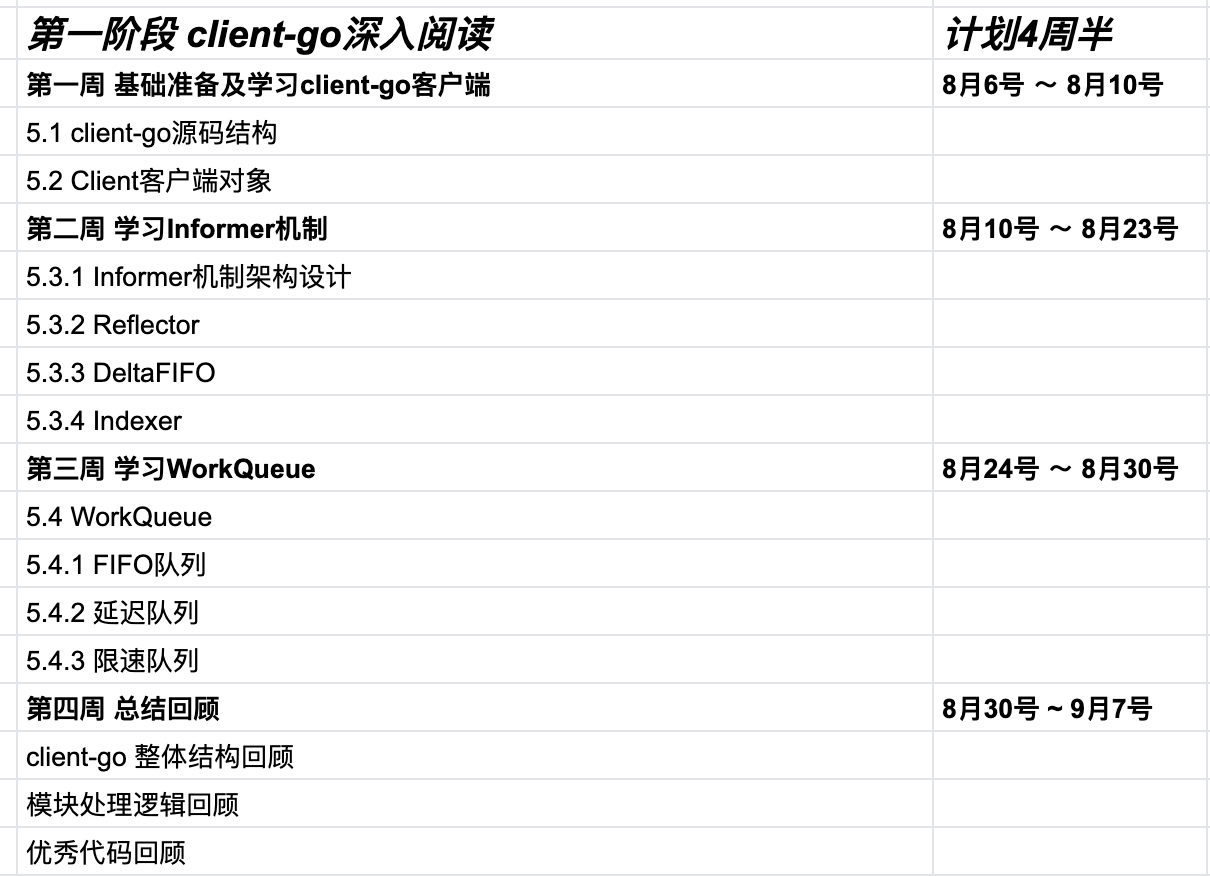 第一阶段 client-go深入阅读 计划4周半
第一周 基础准备及学习client-go客户端 8月6号 ～ 8月10号
5.1 client-go源码结构
5.2 Client客户端对象
第二周 学习Informer机制 8月10号 ～ 8月23号
5.3.1 Informer机制架构设计
5.3.2 Reflector
5.3.3 DeltaFIFO
5.3.4 Indexer
第三周 学习WorkQueue 8月24号 ～ 8月30号
5.4 WorkQueue
5.4.1 FIFO队列
5.4.2 延迟队列
5.4.3 限速队列
第四周 总结回顾 8月30号 ~ 9月7号
client-go 整体结构回顾
模块处理逻辑回顾
优秀代码回顾